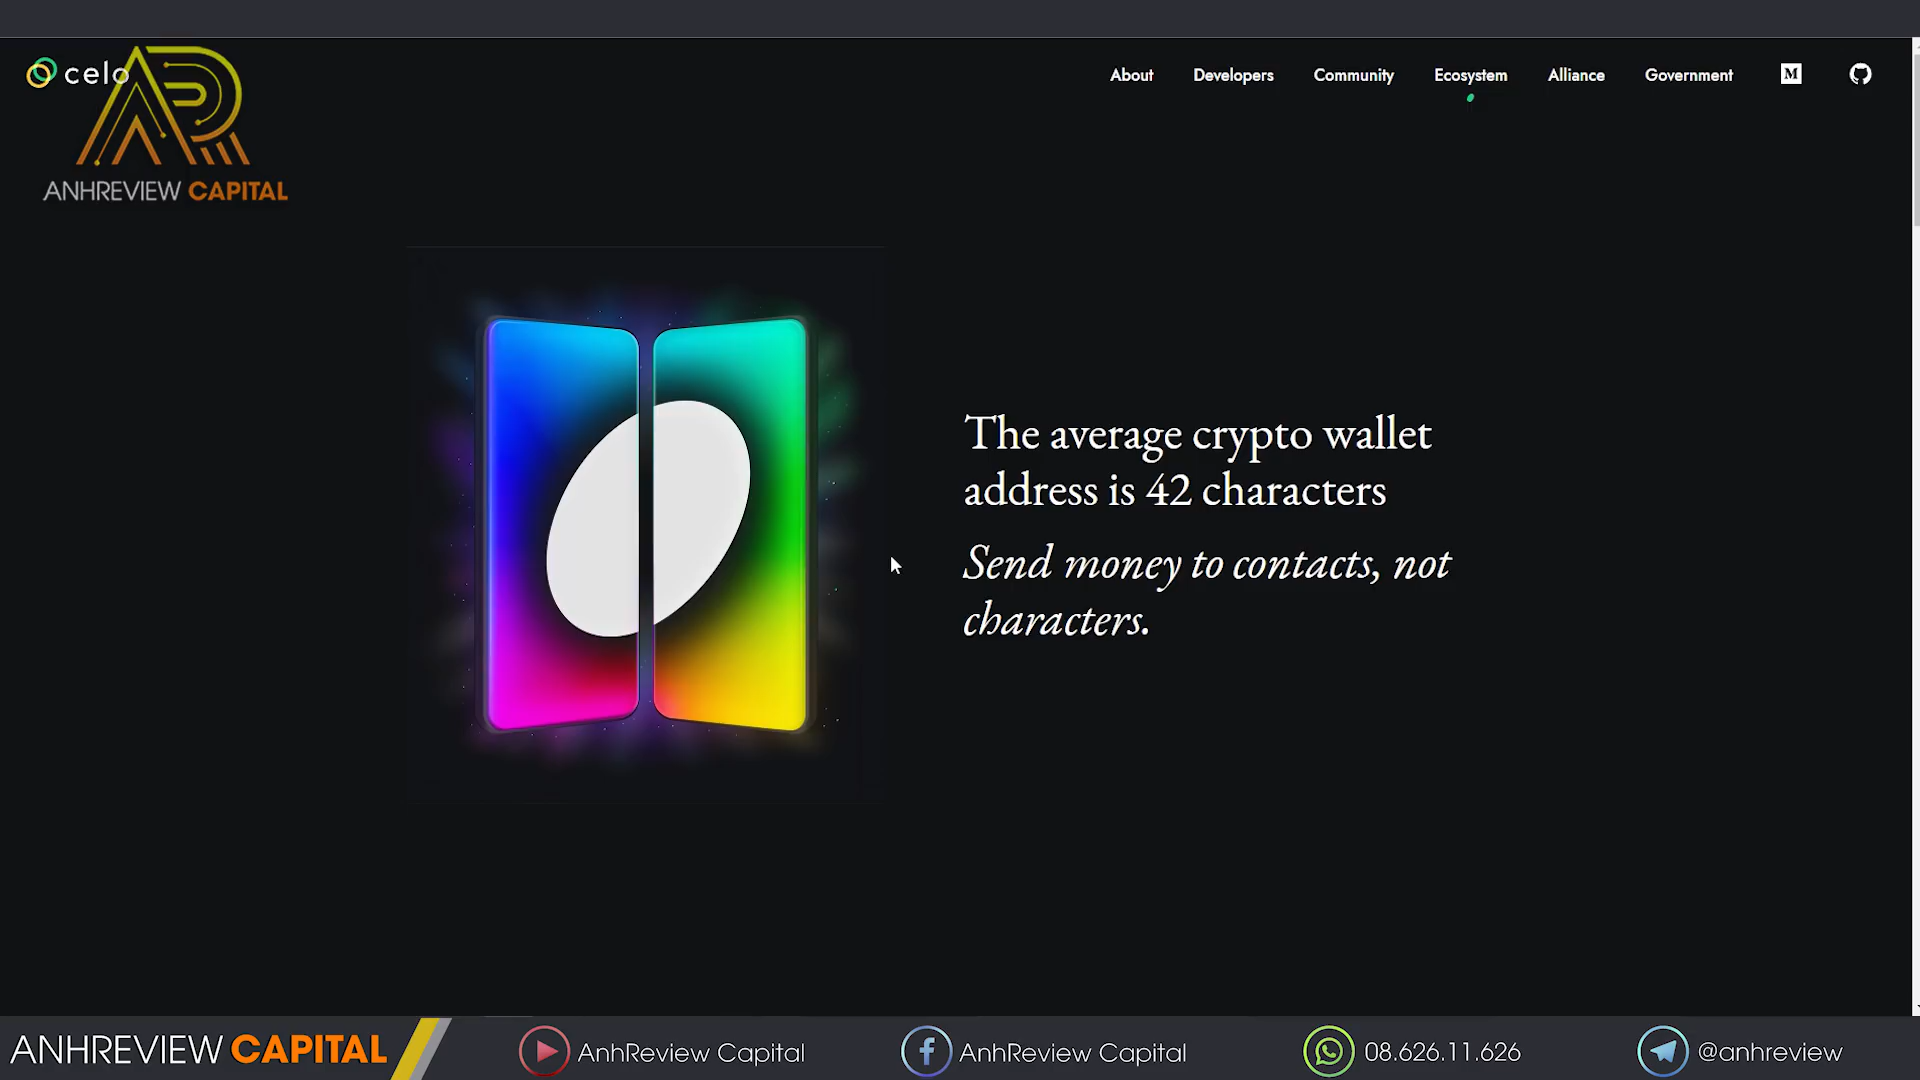 celo
About
Developers
Community
Ecosystem
Alliance
Government
M
ANHREVIEW CAPITAL
The average crypto wallet
address is 42 characters
Send money to contacts, not
characters.
ANHREVIEW CAPITAL
AnhReview Capital
AnhReview Capital
08.626.11.626
@anhreview